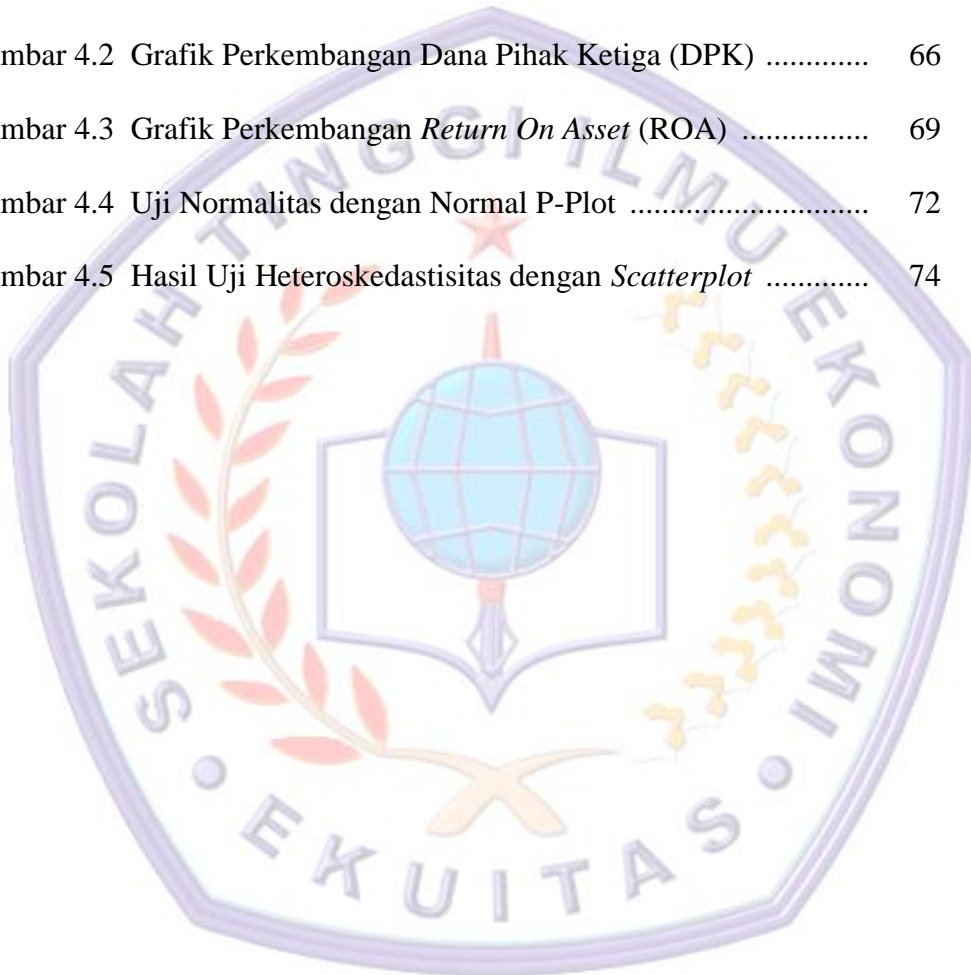 mbar 4.2 Grafik Perkembangan Dana Pihak Ketiga (DPK) ............. 66
mbar 4.3 Grafik Perkembangan Return On Asset (ROA) ................ 69
mbar 4.4 Uji Normalitas dengan Normal P-Plot ............................. 72
mbar 4.5 Hasil Uji Heteroskedastisitas dengan Scatterplot ............. 74
SEKOLAH TINGGI ILMU EKONOMI
EKUITAS